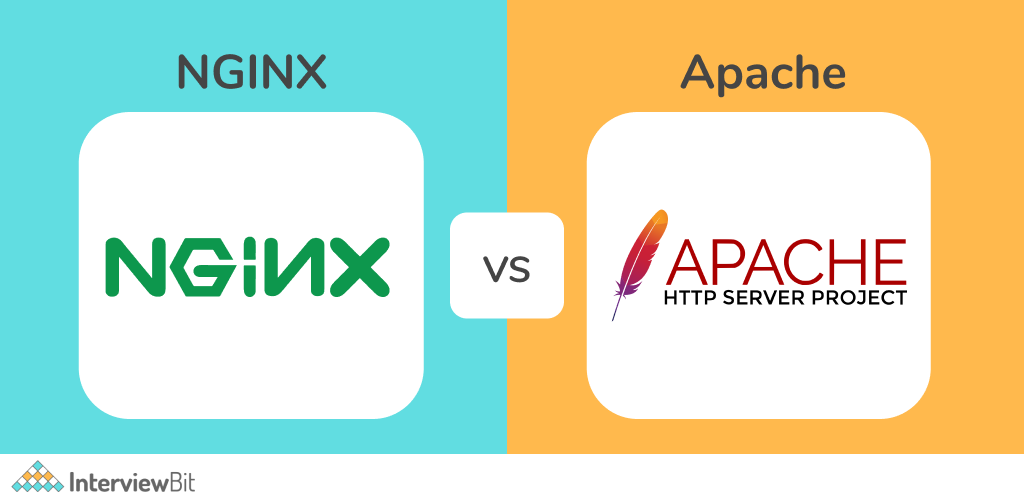 NGINX
Apache
NGiNX
vs
APACHE
HTTP SERVER PROJECT
InterviewBit